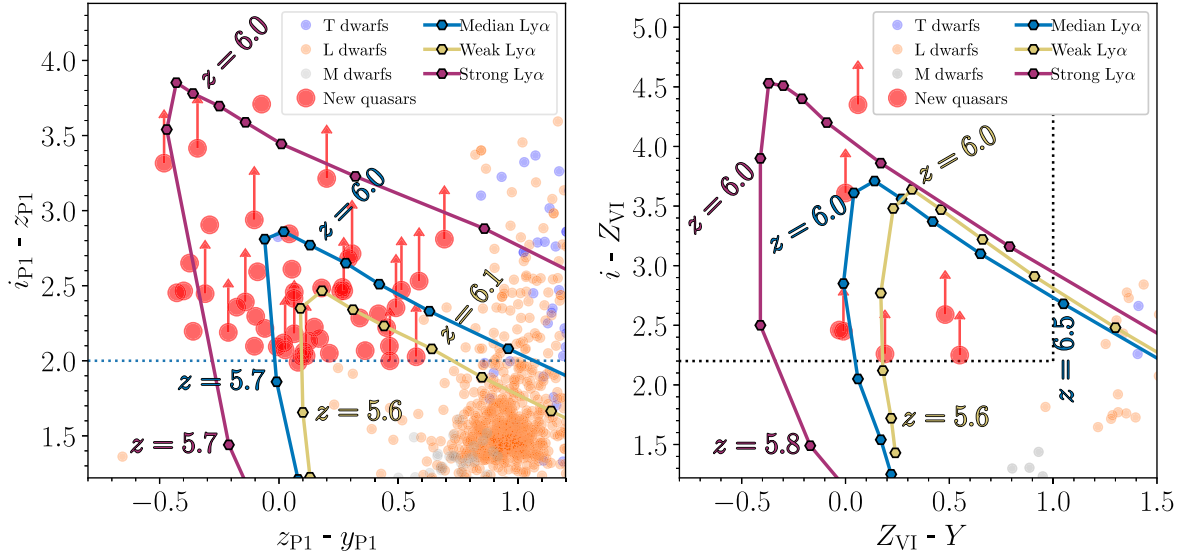 T dwarfs
L dwarfs
M dwarfs
New quasars
Median Lyα
Weak Lyα
Strong Lyα
z = 6.0
z = 6.0
z = 6.1
z = 5.7
z = 5.6
z = 5.7
4.0
3.5
3.0
2.5
2.0
1.5
−0.5
0.0
0.5
1.0
i_P1 - z_P1
z_P1 - y_P1
T dwarfs
L dwarfs
M dwarfs
New quasars
Median Lyα
Weak Lyα
Strong Lyα
z = 6.0
z = 6.0
z = 6.0
z = 6.5
z = 5.6
z = 5.8
5.0
4.5
4.0
3.5
3.0
2.5
2.0
1.5
−0.5
0.0
0.5
1.0
1.5
i - Z_VI
Z_VI - Y